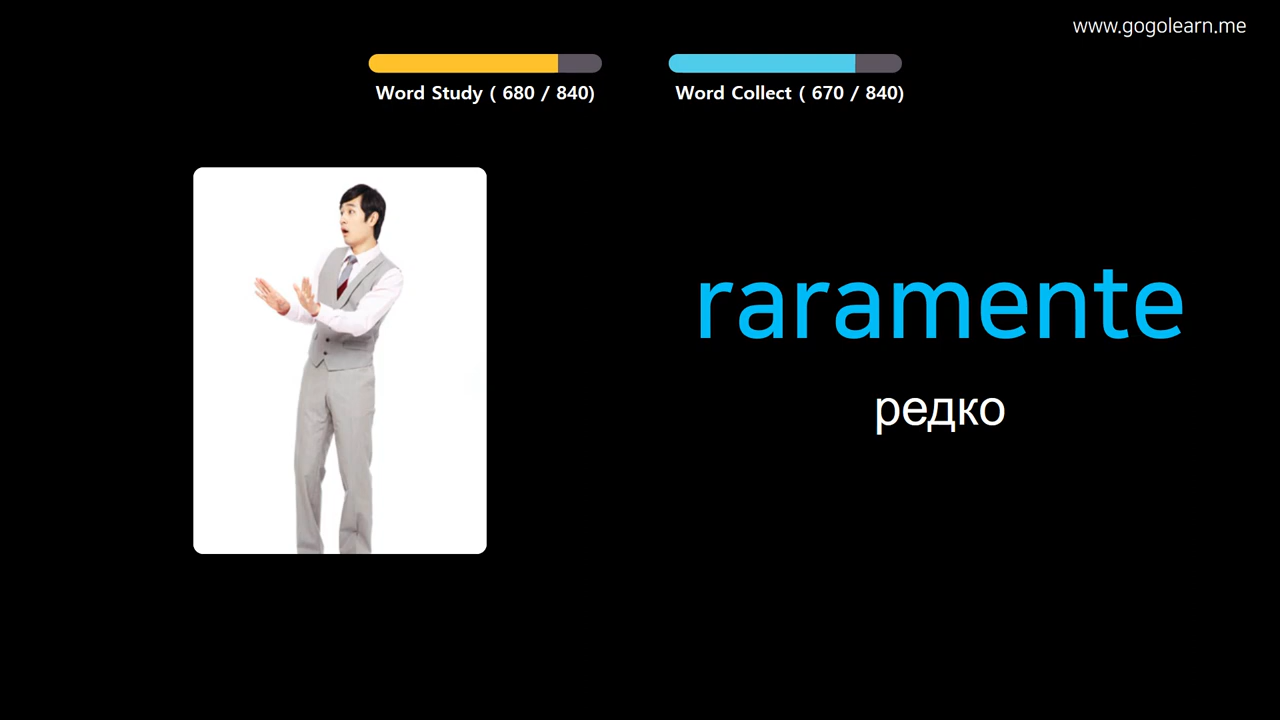 www.gogolearn.me
Word Study ( 680 / 840)
Word Collect ( 670 / 840)
raramente
редко